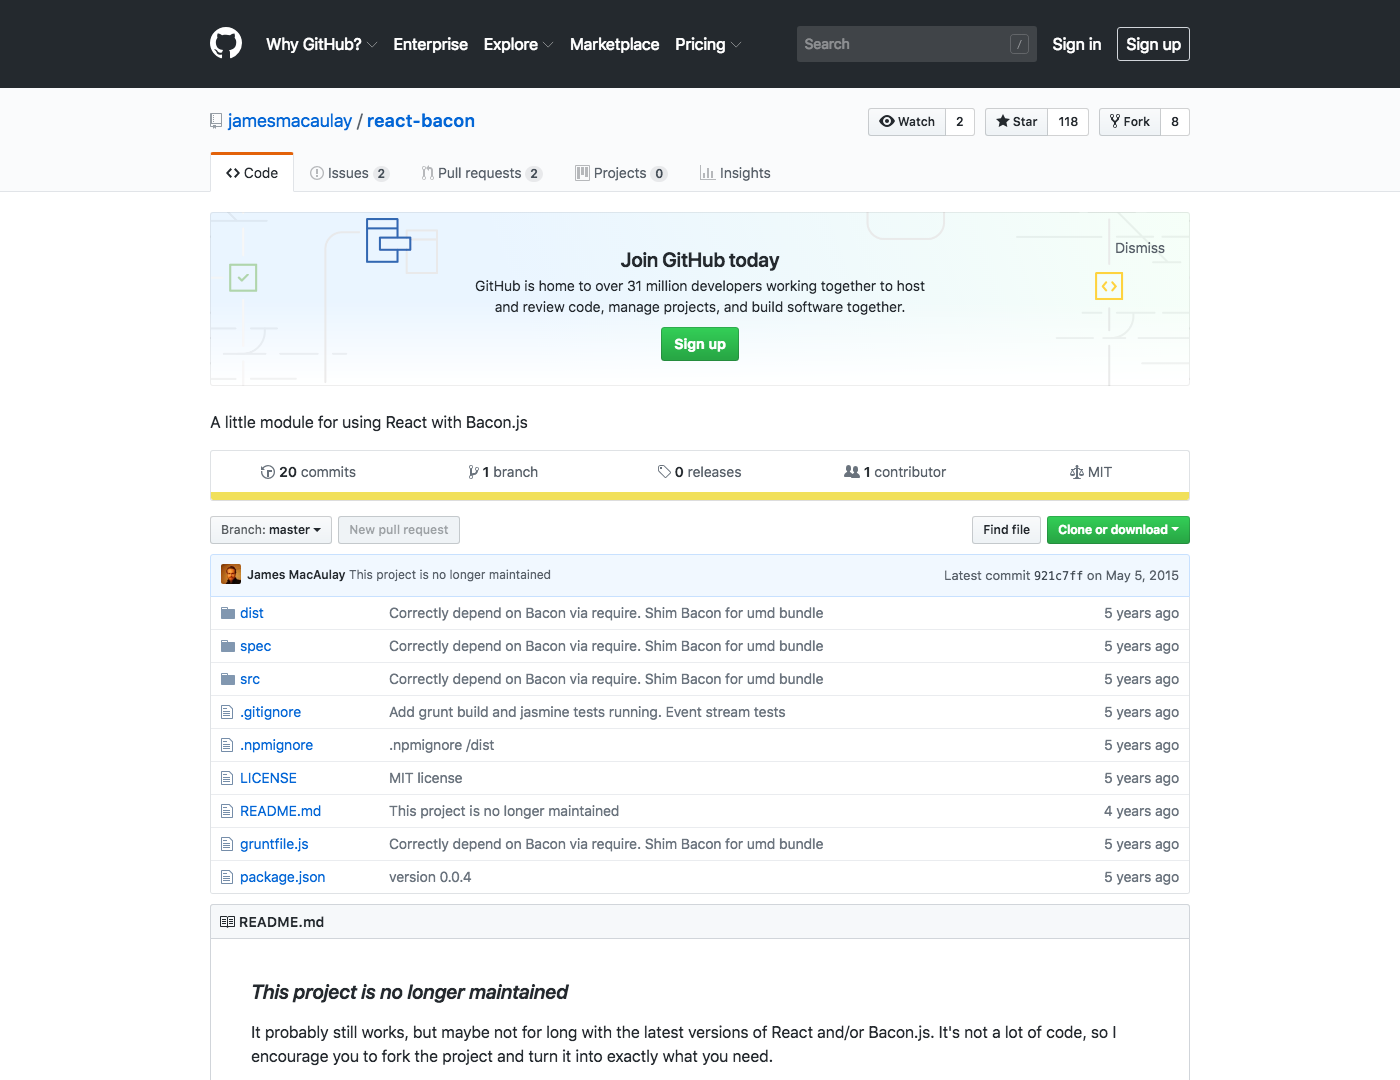 Why GitHub? Enterprise Explore Marketplace Pricing Search / Sign in Sign up
jamesmacaulay / react-bacon Watch 2 Star 118 Fork 8
Code Issues 2 Pull requests 2 Projects 0 Insights
Dismiss
Join GitHub today
GitHub is home to over 31 million developers working together to host
and review code, manage projects, and build software together.
Sign up
A little module for using React with Bacon.js
20 commits 1 branch 0 releases 1 contributor MIT
Branch: master New pull request Find file Clone or download
James MacAulay This project is no longer maintained Latest commit 921c7ff on May 5, 2015
dist Correctly depend on Bacon via require. Shim Bacon for umd bundle 5 years ago
spec Correctly depend on Bacon via require. Shim Bacon for umd bundle 5 years ago
src Correctly depend on Bacon via require. Shim Bacon for umd bundle 5 years ago
.gitignore Add grunt build and jasmine tests running. Event stream tests 5 years ago
.npmignore .npmignore /dist 5 years ago
LICENSE MIT license 5 years ago
README.md This project is no longer maintained 4 years ago
gruntfile.js Correctly depend on Bacon via require. Shim Bacon for umd bundle 5 years ago
package.json version 0.0.4 5 years ago
README.md
This project is no longer maintained
It probably still works, but maybe not for long with the latest versions of React and/or Bacon.js. It's not a lot of code, so I
encourage you to fork the project and turn it into exactly what you need.